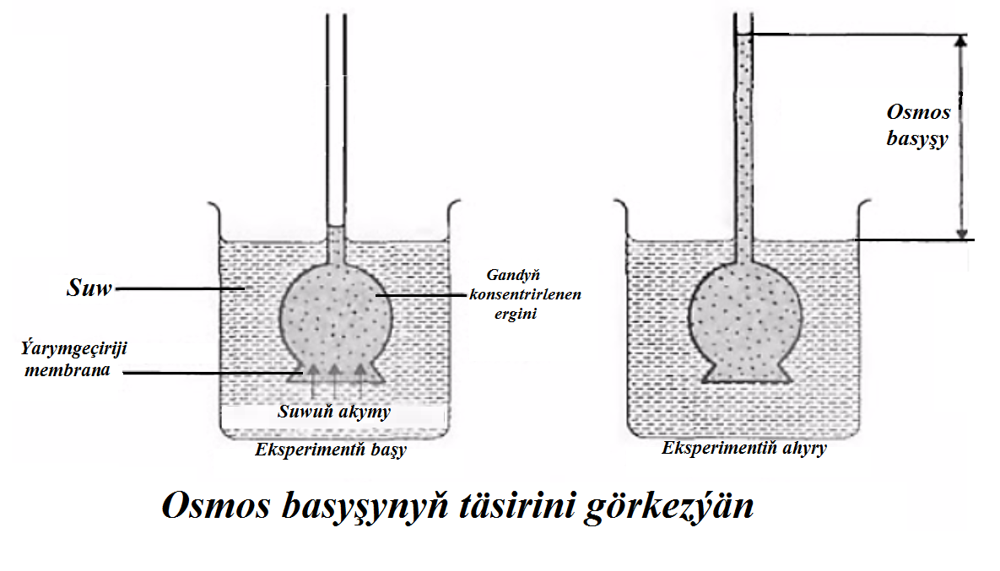 Osmos
basyşy
Suw
Gandyň
konsentrirlenen
ergini
Ýarymgeçiriji
membrana
Suwuň akymy
Eksperimentň başy
Eksperimentiň ahyry
Osmos basyşynyň täsirini görkezýän